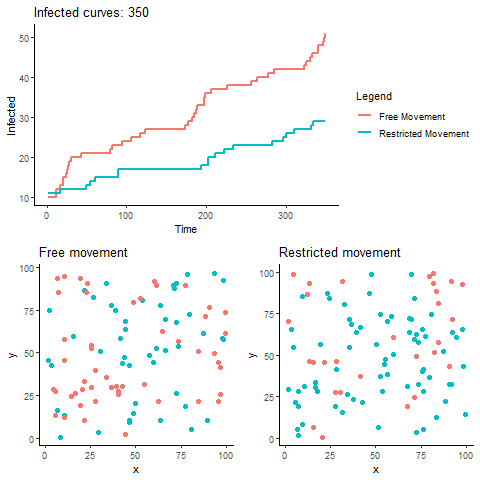 Infected curves: 350
50
40
30
20
10
Infected
0
100
200
300
Time
Legend
Free Movement
Restricted Movement
Free movement
100
75
50
25
0
y
0
25
50
75
100
x
Restricted movement
100
75
50
25
0
y
0
25
50
75
100
x